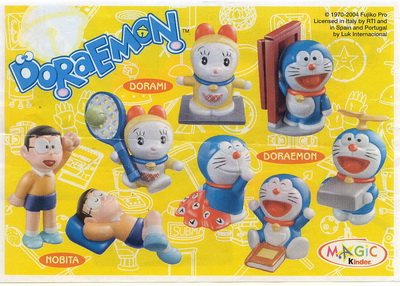 DORAEMON™
© 1970-2004 Fujiko Pro
Licensed in Italy by RTI and
in Spain and Portugal
by Luk Internacional
DORAMI
DORAEMON
NOBITA
MAGiC
Kinder